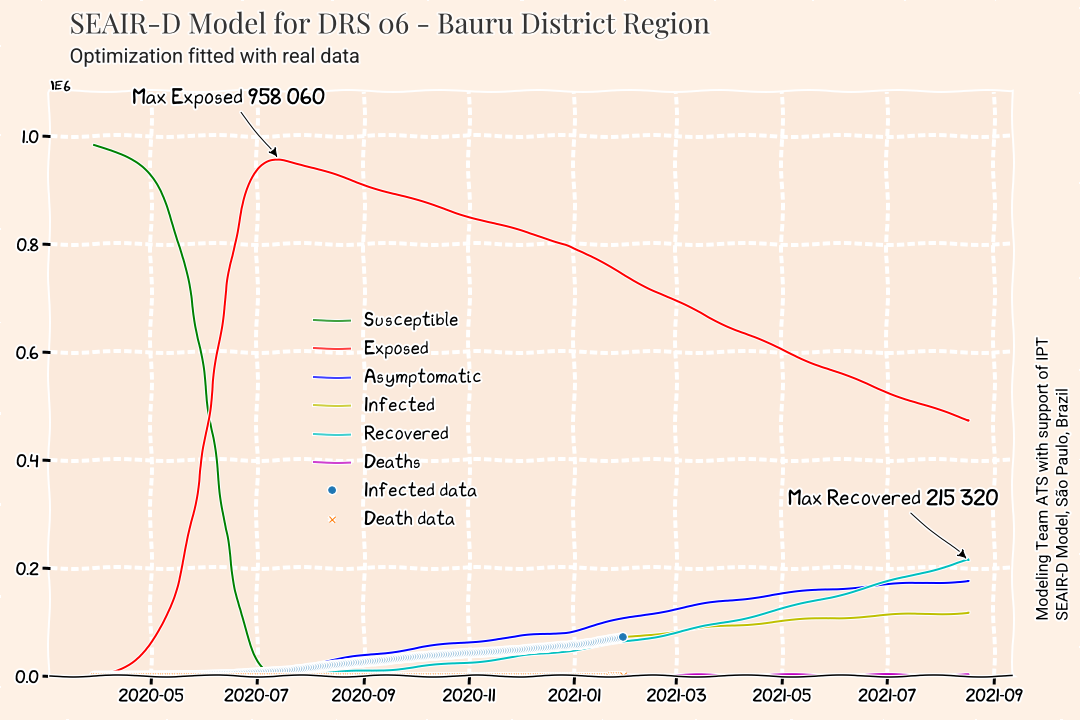 SEAIR-D Model for DRS 06 - Bauru District Region
Optimization fitted with real data
1E6
Max Exposed 958 060
1.0
0.8
0.6
0.4
0.2
0.0
Susceptible
Exposed
Asymptomatic
Infected
Recovered
Deaths
Infected data
Death data
Max Recovered 215 320
2020-05 2020-07 2020-09 2020-11 2021-01 2021-03 2021-05 2021-07 2021-09
Modeling Team ATS with support of IPT
SEAIR-D Model, São Paulo, Brazil